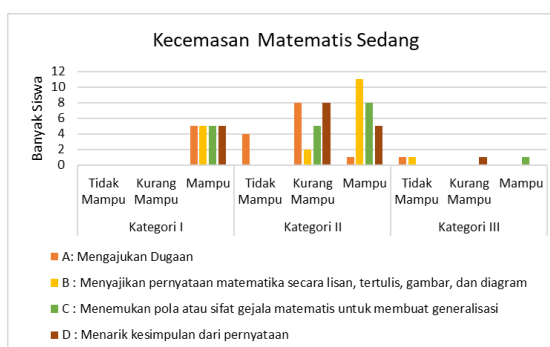 Kecemasan Matematis Sedang
Banyak Siswa
12
10
8
6
4
2
0
Tidak Mampu
Kurang Mampu
Mampu
Tidak Mampu
Kurang Mampu
Mampu
Tidak Mampu
Kurang Mampu
Mampu
Kategori I
Kategori II
Kategori III
A: Mengajukan Dugaan
B : Menyajikan pernyataan matematika secara lisan, tertulis, gambar, dan diagram
C : Menemukan pola atau sifat gejala matematis untuk membuat generalisasi
D : Menarik kesimpulan dari pernyataan